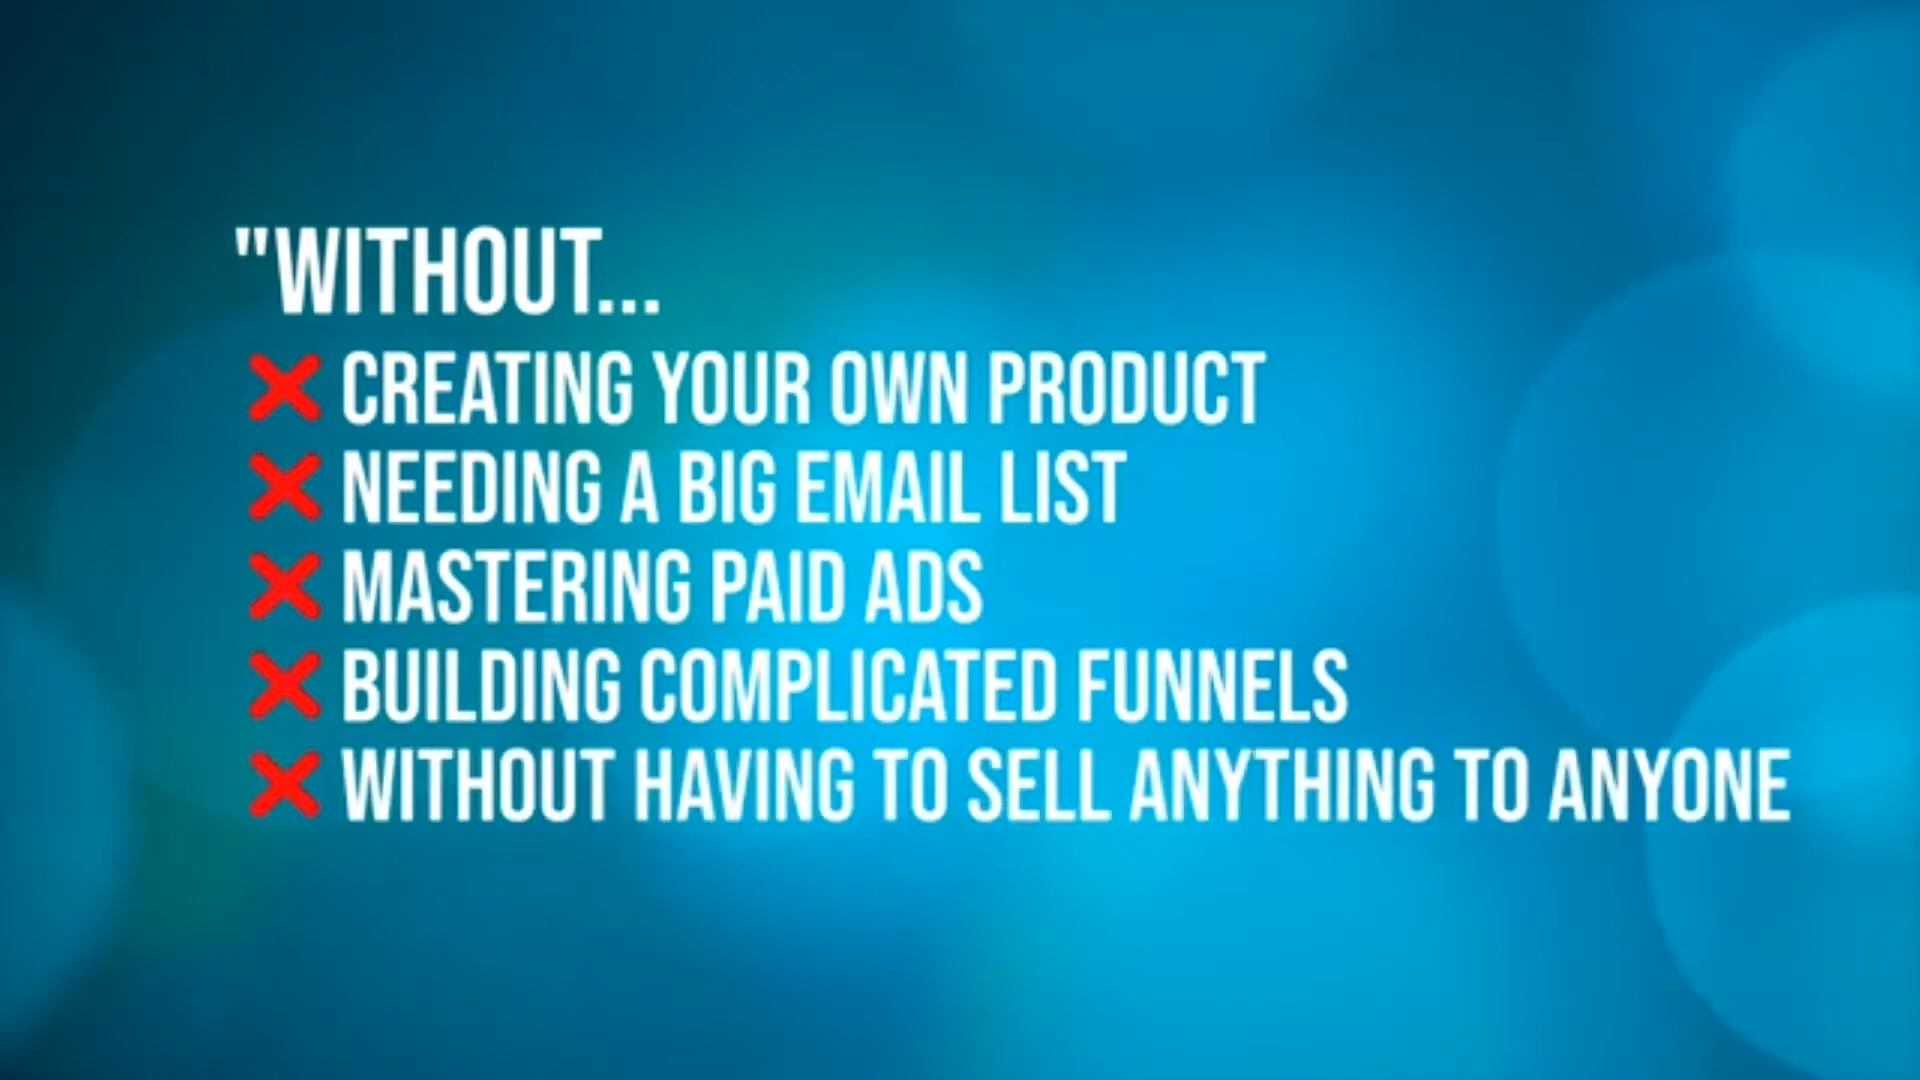 "WITHOUT...
❌ CREATING YOUR OWN PRODUCT
❌ NEEDING A BIG EMAIL LIST
❌ MASTERING PAID ADS
❌ BUILDING COMPLICATED FUNNELS
❌ WITHOUT HAVING TO SELL ANYTHING TO ANYONE